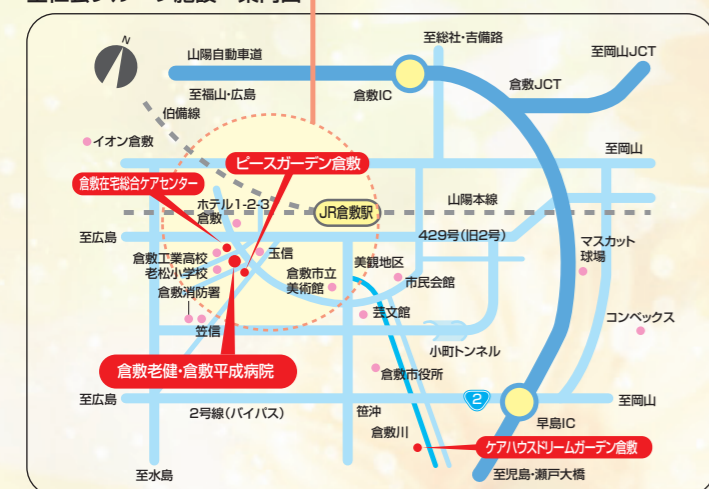 N
山陽自動車道
至総社・吉備路
至岡山JCT
至福山・広島
倉敷IC
倉敷JCT
伯備線
イオン倉敷
至岡山
ピースガーデン倉敷
倉敷在宅総合ケアセンター
ホテル1-2-3
倉敷
JR倉敷駅
山陽本線
至広島
429号(旧2号)
マスカット
球場
倉敷工業高校
玉信
老松小学校
倉敷市立
美術館
美観地区
市民会館
倉敷消防署
芸文館
コンベックス
笠信
小町トンネル
倉敷老健・倉敷平成病院
倉敷市役所
至広島
2号線(バイパス)
笹沖
2
至岡山
早島IC
倉敷川
ケアハウスドリームガーデン倉敷
至水島
至児島・瀬戸大橋